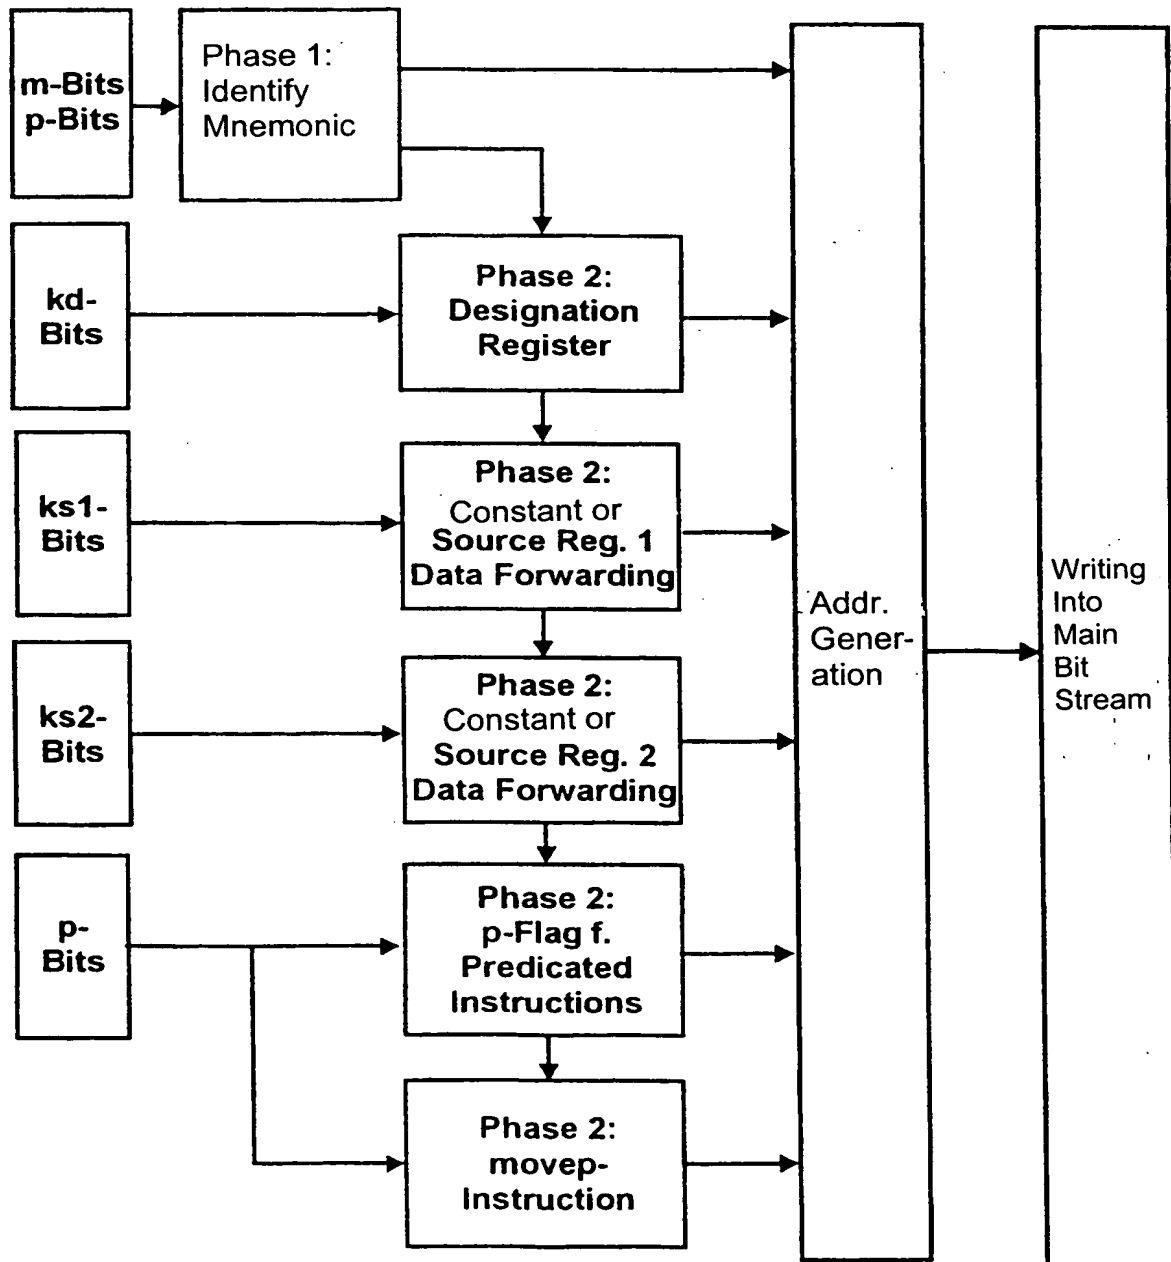 m-Bits
p-Bits
Phase 1:
Identify
Mnemonic
kd-
Bits
Phase 2:
Designation
Register
ks1-
Bits
Phase 2:
Constant or
Source Reg. 1
Data Forwarding
ks2-
Bits
Phase 2:
Constant or
Source Reg. 2
Data Forwarding
p-
Bits
Phase 2:
p-Flag f.
Predicated
Instructions
Phase 2:
movep-
Instruction
Addr.
Gener-
ation
Writing
Into
Main
Bit
Stream